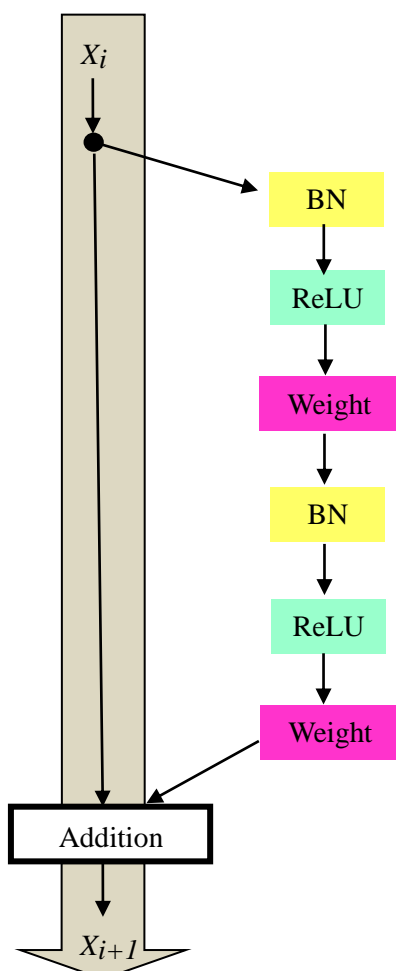 Xi
BN
ReLU
Weight
BN
ReLU
Weight
Addition
Xi+1